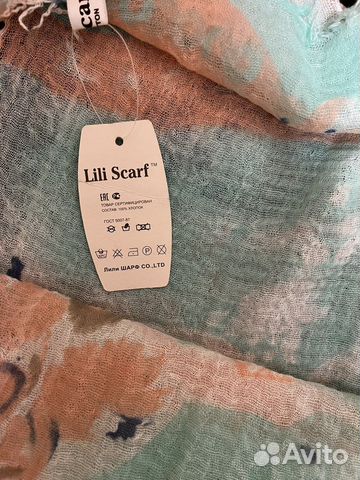 Lili Scarf™
ЕАС
ТОВАР СЕРТИФИЦИРОВАН
СОСТАВ: 100% ХЛОПОК
ГОСТ 5007-87
Лили ШАРФ CO.,LTD
Avito